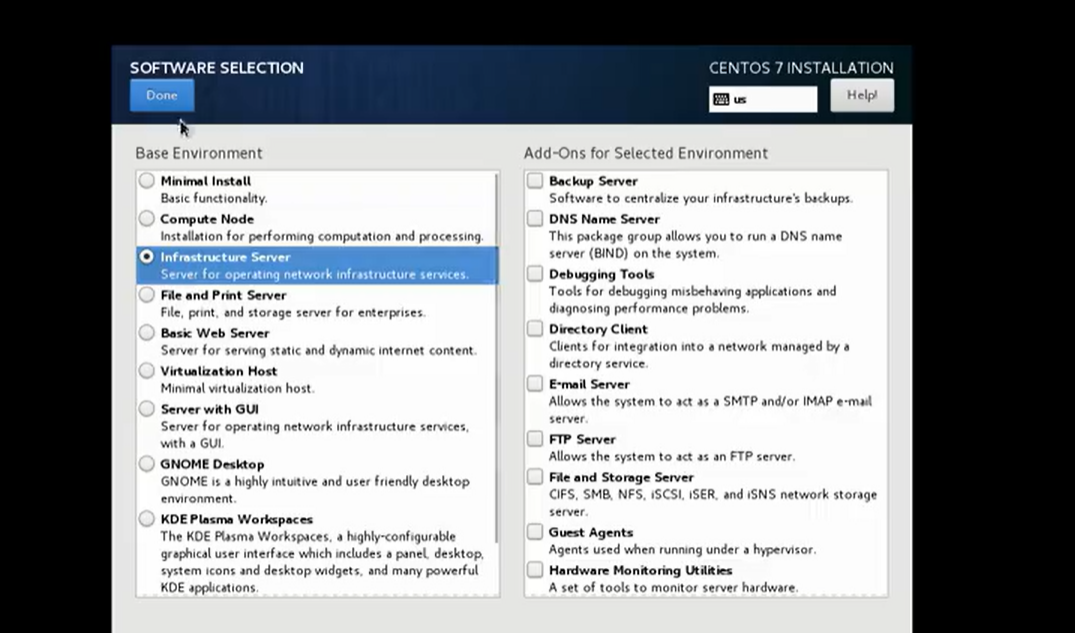 SOFTWARE SELECTION
CENTOS 7 INSTALLATION
Done
us
Help!
Base Environment
Minimal Install
Basic functionality.
Compute Node
Installation for performing computation and processing.
Infrastructure Server
Server for operating network infrastructure services.
File and Print Server
File, print, and storage server for enterprises.
Basic Web Server
Server for serving static and dynamic internet content.
Virtualization Host
Minimal virtualization host.
Server with GUI
Server for operating network infrastructure services,
with a GUI.
GNOME Desktop
GNOME is a highly intuitive and user friendly desktop
environment.
KDE Plasma Workspaces
The KDE Plasma Workspaces, a highly-configurable
graphical user interface which includes a panel, desktop,
system icons and desktop widgets, and many powerful
KDE applications.
Add-Ons for Selected Environment
Backup Server
Software to centralize your infrastructure's backups.
DNS Name Server
This package group allows you to run a DNS name
server (BIND) on the system.
Debugging Tools
Tools for debugging misbehaving applications and
diagnosing performance problems.
Directory Client
Clients for integration into a network managed by a
directory service.
E-mail Server
Allows the system to act as a SMTP and/or IMAP e-mail
server.
FTP Server
Allows the system to act as an FTP server.
File and Storage Server
CIFS, SMB, NFS, iSCSI, iSER, and iSNS network storage
server.
Guest Agents
Agents used when running under a hypervisor.
Hardware Monitoring Utilities
A set of tools to monitor server hardware.